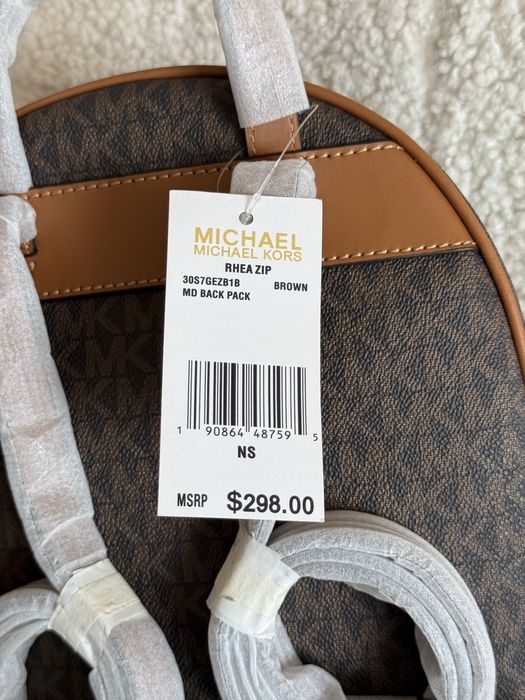 MICHAEL
MICHAEL KORS
RHEA ZIP
30S7GEZB1B BROWN
MD BACK PACK
1 90864 48759 5
NS
MSRP $298.00